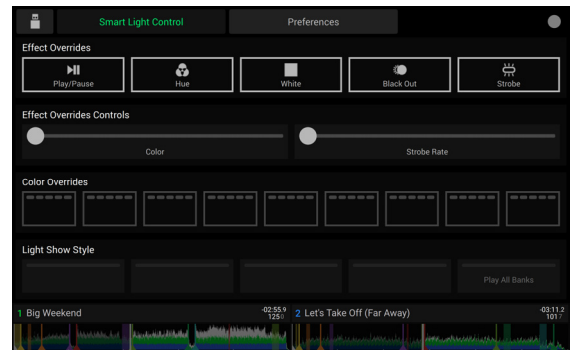 Smart Light Control
Preferences
Effect Overrides
Play/Pause
Hue
White
Black Out
Strobe
Effect Overrides Controls
Color
Strobe Rate
Color Overrides
Light Show Style
Play All Banks
1 Big Weekend
-02:55.9
125 0
2 Let's Take Off (Far Away)
-03:11.2
101 7